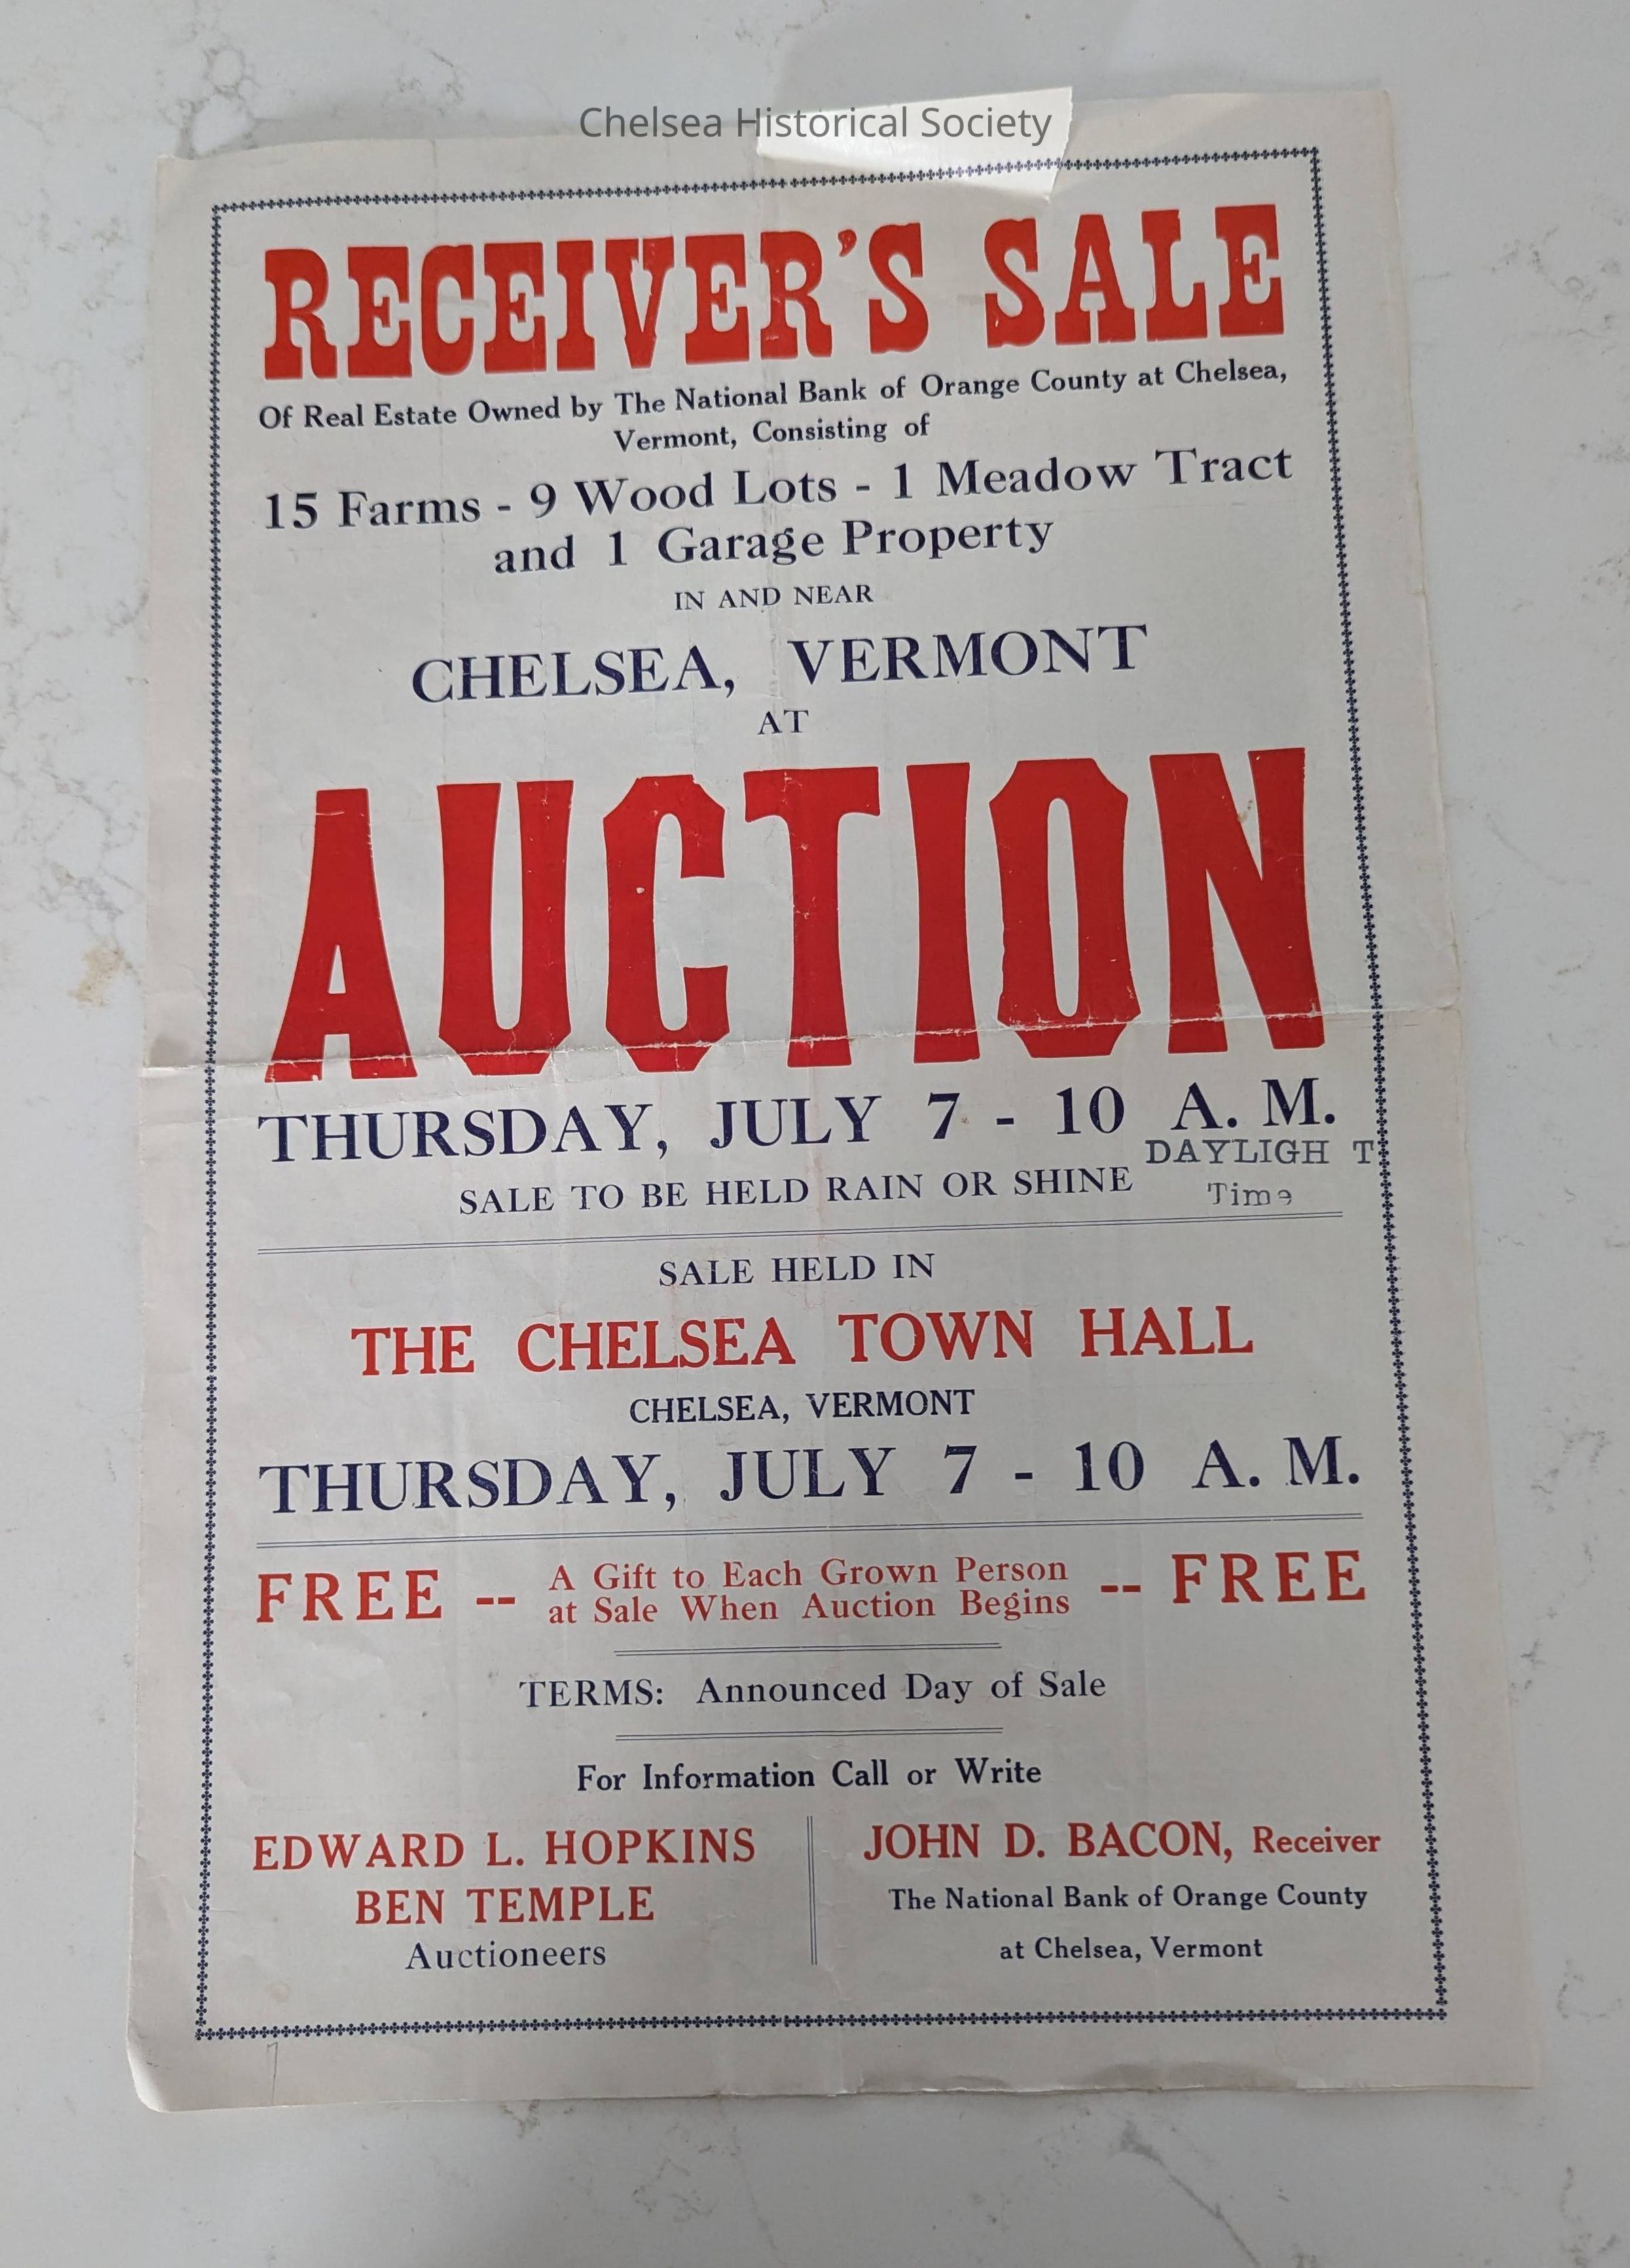 Chelsea Historical Society
RECEIVER'S SALE
Of Real Estate Owned by The National Bank of Orange County at Chelsea,
Vermont, Consisting of
15 Farms - 9 Wood Lots - 1 Meadow Tract
and 1 Garage Property
IN AND NEAR
CHELSEA, VERMONT
AT
AUCTION
THURSDAY, JULY 7 - 10 A. M.
DAYLIGH T
SALE TO BE HELD RAIN OR SHINE
Time
SALE HELD IN
THE CHELSEA TOWN HALL
CHELSEA, VERMONT
THURSDAY, JULY 7 - 10 A. M.
FREE -- A Gift to Each Grown Person -- FREE
at Sale When Auction Begins
TERMS: Announced Day of Sale
For Information Call or Write
EDWARD L. HOPKINS
BEN TEMPLE
Auctioneers
JOHN D. BACON, Receiver
The National Bank of Orange County
at Chelsea, Vermont